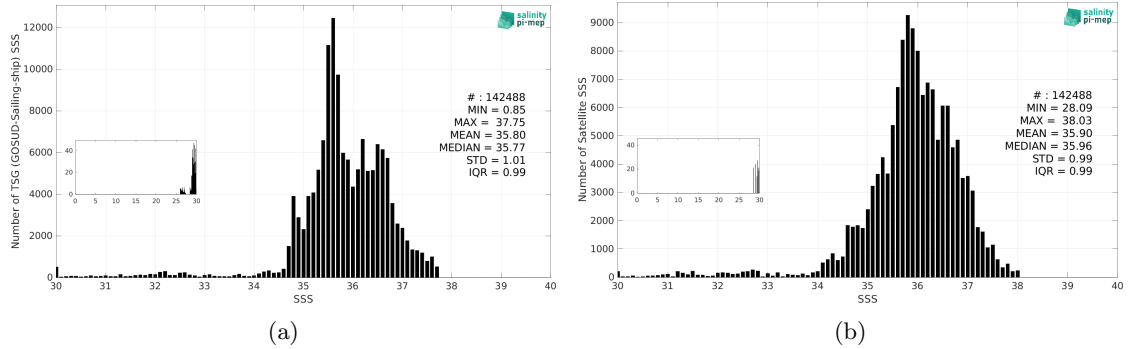 salinity
pi-mep
12000
10000
8000
6000
4000
2000
0
Number of TSG (GOSUD-Sailing-ship) SSS
# : 142488
MIN = 0.85
MAX = 37.75
MEAN = 35.80
MEDIAN = 35.77
STD = 1.01
IQR = 0.99
40
20
0
0 5 10 15 20 25 30
30 31 32 33 34 35 36 37 38 39 40
SSS
(a)
salinity
pi-mep
9000
8000
7000
6000
5000
4000
3000
2000
1000
0
Number of Satellite SSS
# : 142488
MIN = 28.09
MAX = 38.03
MEAN = 35.90
MEDIAN = 35.96
STD = 0.99
IQR = 0.99
40
20
0
0 5 10 15 20 25 30
30 31 32 33 34 35 36 37 38 39 40
SSS
(b)